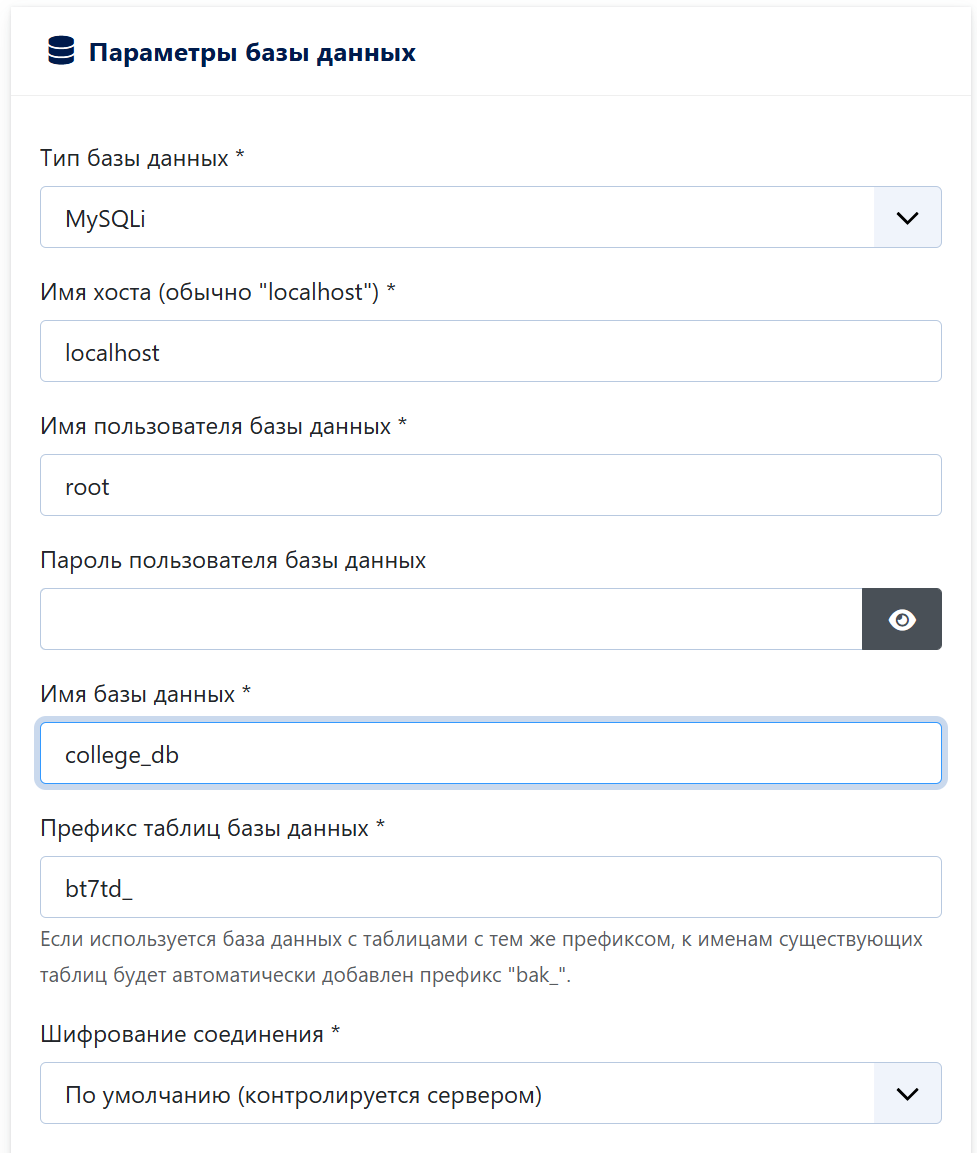 Параметры базы данных
Тип базы данных *
MySQLi
Имя хоста (обычно "localhost") *
localhost
Имя пользователя базы данных *
root
Пароль пользователя базы данных
Имя базы данных *
college_db
Префикс таблиц базы данных *
bt7td_
Если используется база данных с таблицами с тем же префиксом, к именам существующих
таблиц будет автоматически добавлен префикс "bak_".
Шифрование соединения *
По умолчанию (контролируется сервером)